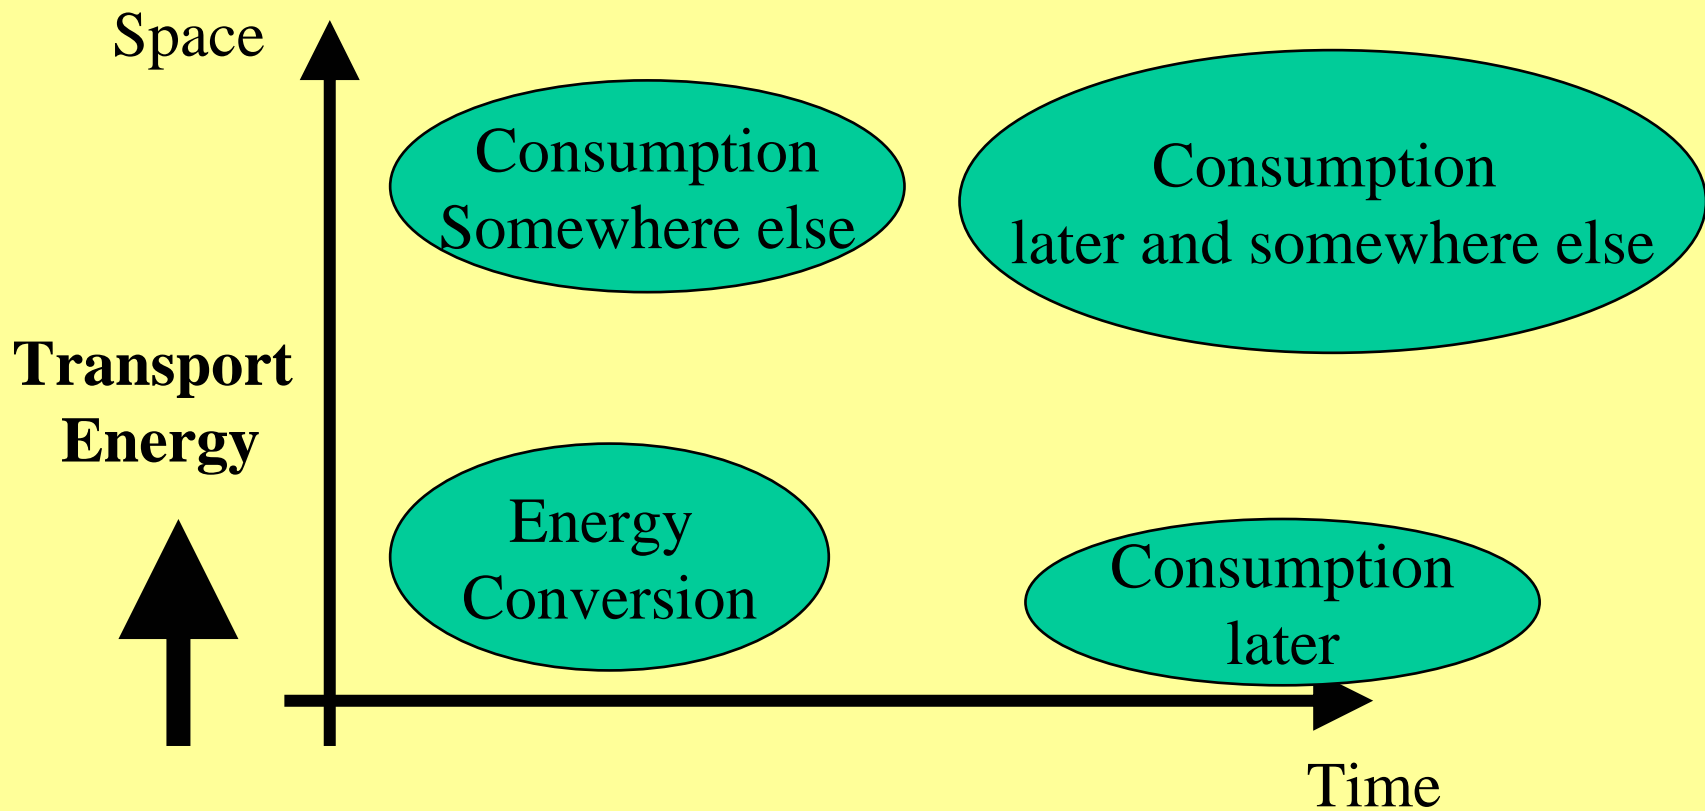 Space
Consumption
Somewhere else
Consumption
later and somewhere else
Transport
Energy
Energy
Conversion
Consumption
later
Time